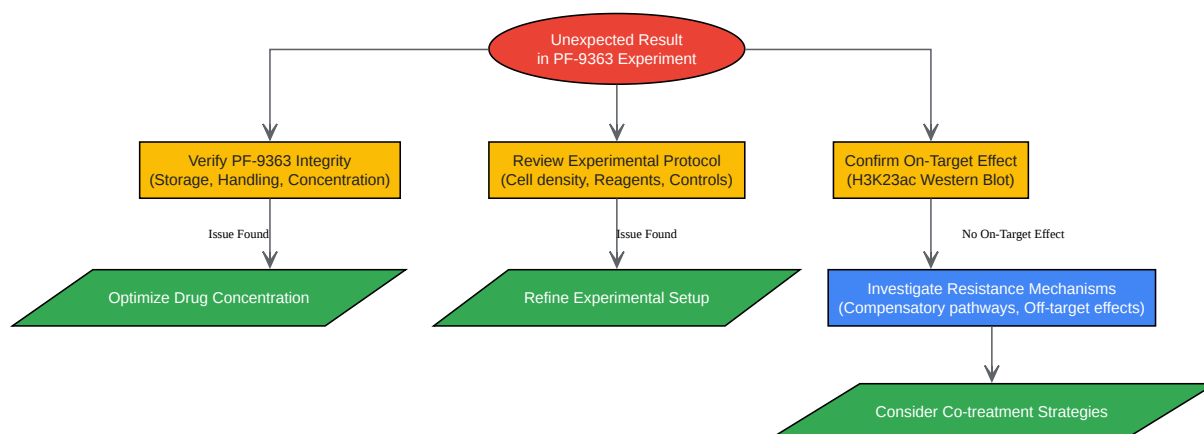 Unexpected Result
in PF-9363 Experiment
Verify PF-9363 Integrity
(Storage, Handling, Concentration)
Review Experimental Protocol
(Cell density, Reagents, Controls)
Confirm On-Target Effect
(H3K23ac Western Blot)
Issue Found
Issue Found
No On-Target Effect
Optimize Drug Concentration
Refine Experimental Setup
Investigate Resistance Mechanisms
(Compensatory pathways, Off-target effects)
Consider Co-treatment Strategies